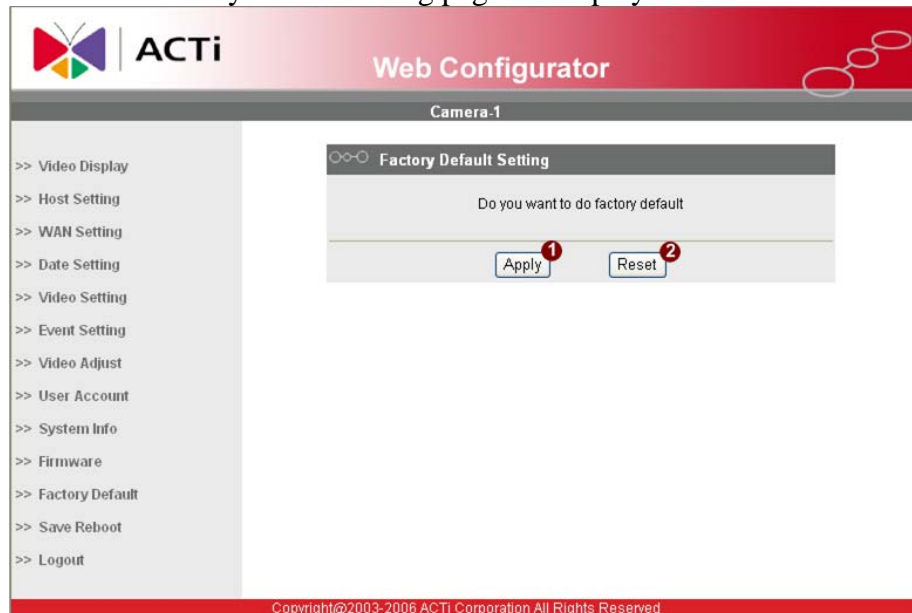 ACTi
Web Configurator
Camera-1
>> Video Display
>> Host Setting
>> WAN Setting
>> Date Setting
>> Video Setting
>> Event Setting
>> Video Adjust
>> User Account
>> System Info
>> Firmware
>> Factory Default
>> Save Reboot
>> Logout
Factory Default Setting
Do you want to do factory default
Apply 1 Reset 2
Copyright@2003-2006 ACTi Corporation All Rights Reserved